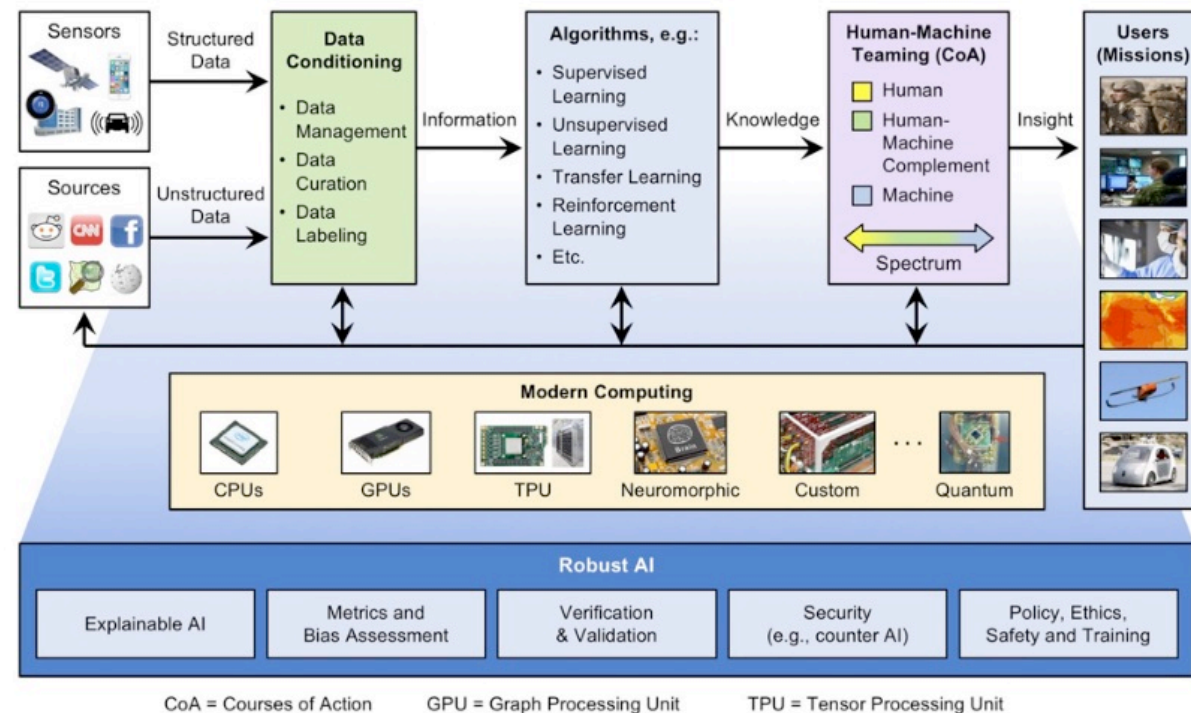 Sensors
Structured
Data
Sources
CNN
Unstructured
Data
Data
Conditioning
• Data
Management
• Data
Curation
• Data
Labeling
Information
Algorithms, e.g.:
• Supervised
Learning
• Unsupervised
Learning
• Transfer Learning
• Reinforcement
Learning
• Etc.
Knowledge
Human-Machine
Teaming (CoA)
Human
Human-
Machine
Complement
Machine
Spectrum
Insight
Users
(Missions)
Modern Computing
CPUs
GPUs
TPU
Brain
Neuromorphic
Custom
...
Quantum
Robust AI
Explainable AI
Metrics and
Bias Assessment
Verification
& Validation
Security
(e.g., counter AI)
Policy, Ethics,
Safety and Training
CoA = Courses of Action
GPU = Graph Processing Unit
TPU = Tensor Processing Unit